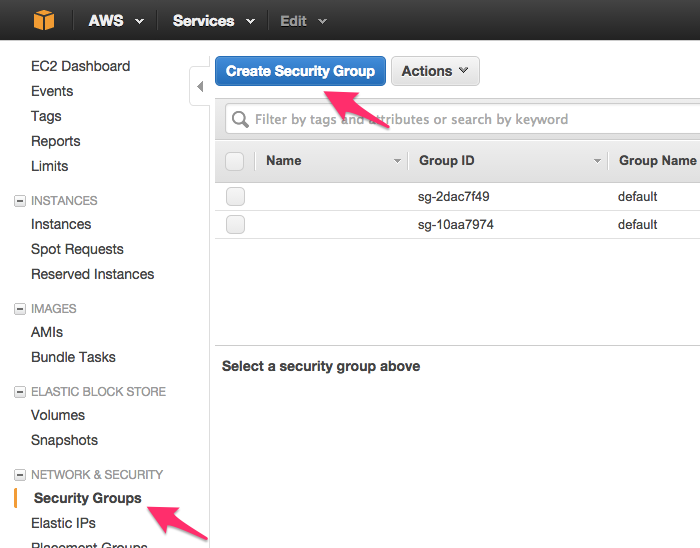 AWS Services Edit
EC2 Dashboard
Events
Tags
Reports
Limits
INSTANCES
Instances
Spot Requests
Reserved Instances
IMAGES
AMIs
Bundle Tasks
ELASTIC BLOCK STORE
Volumes
Snapshots
NETWORK & SECURITY
Security Groups
Elastic IPs
Placement Groups
Create Security Group Actions
Filter by tags and attributes or search by keyword
Name Group ID Group Name
sg-2dac7f49 default
sg-10aa7974 default
Select a security group above